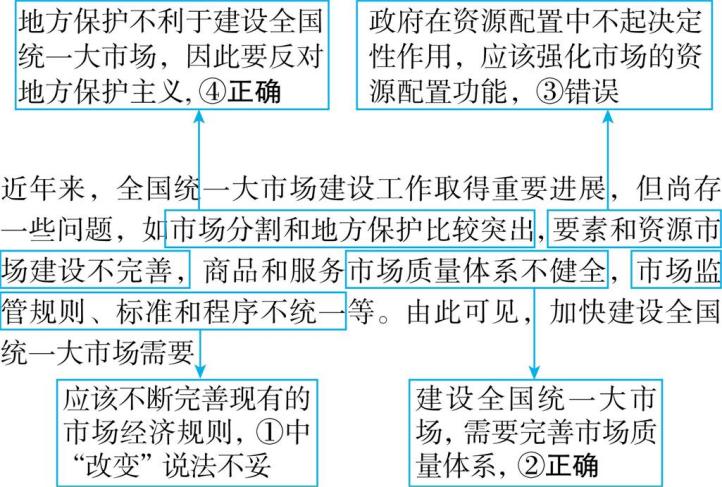 地方保护不利于建设全国
统一大市场，因此要反对
地方保护主义，④正确
政府在资源配置中不起决定
性作用，应该强化市场的资
源配置功能，③错误
近年来，全国统一大市场建设工作取得重要进展，但尚存
一些问题，如市场分割和地方保护比较突出，要素和资源市
场建设不完善，商品和服务市场质量体系不健全，市场监
管规则、标准和程序不统一等。由此可见，加快建设全国
统一大市场需要
应该不断完善现有的
市场经济规则，①中
“改变”说法不妥
建设全国统一大市
场，需要完善市场质
量体系，②正确